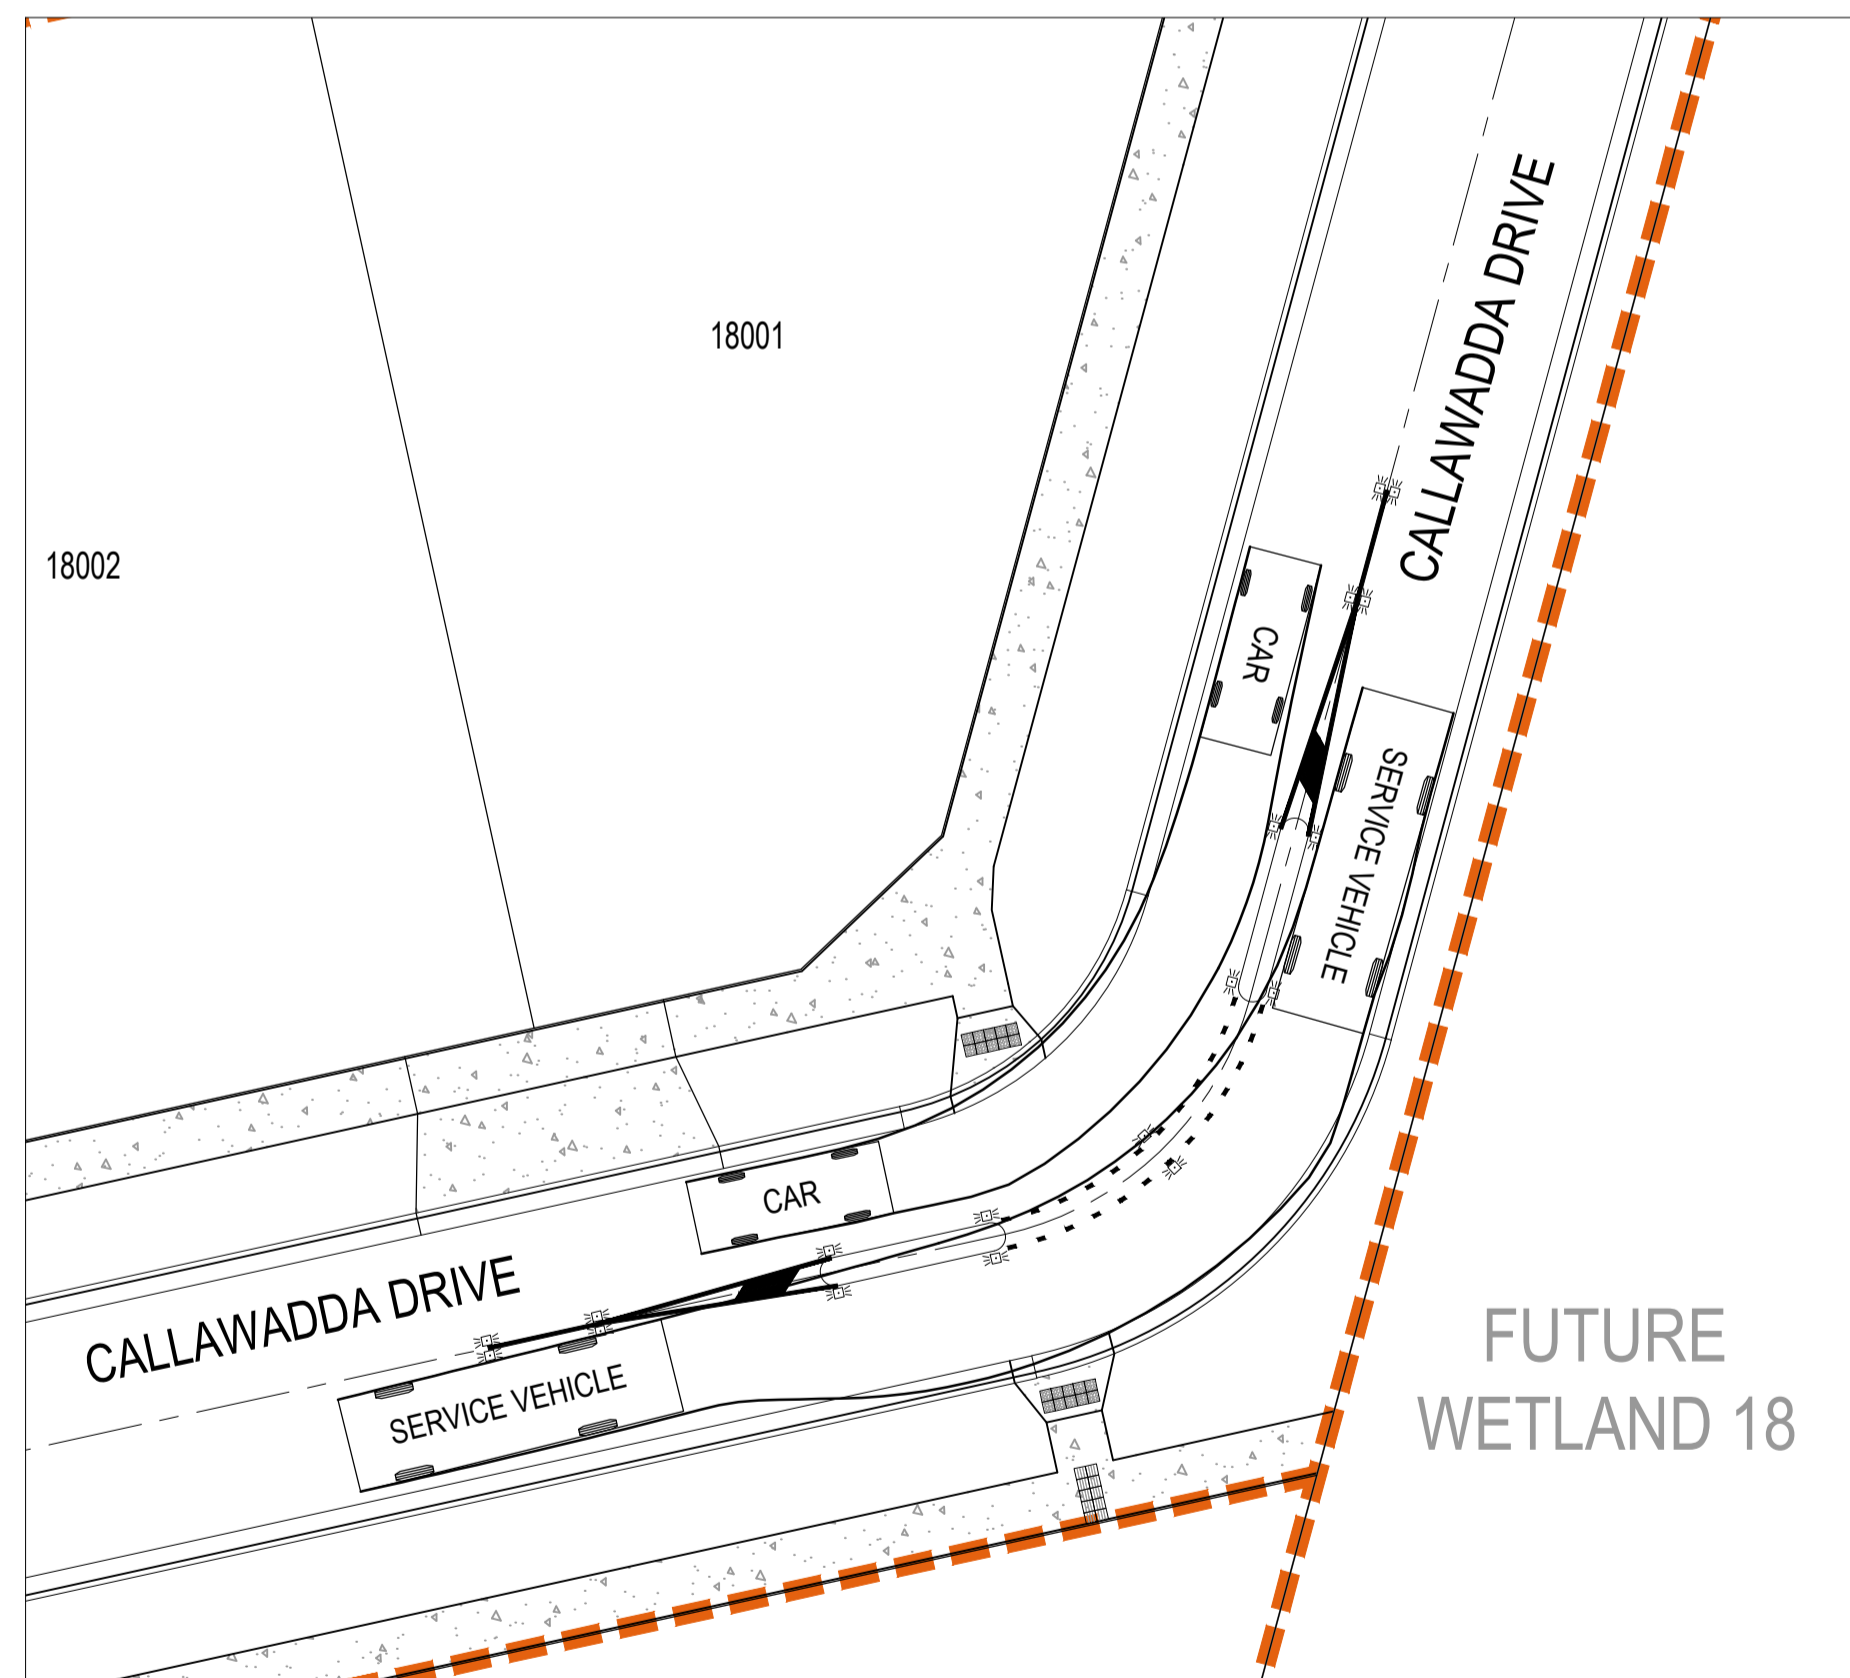 18001
CALLAWADDA DRIVE
18002
CAR
SERVICE VEHICLE
CAR
CALLAWADDA DRIVE
SERVICE VEHICLE
FUTURE
WETLAND 18